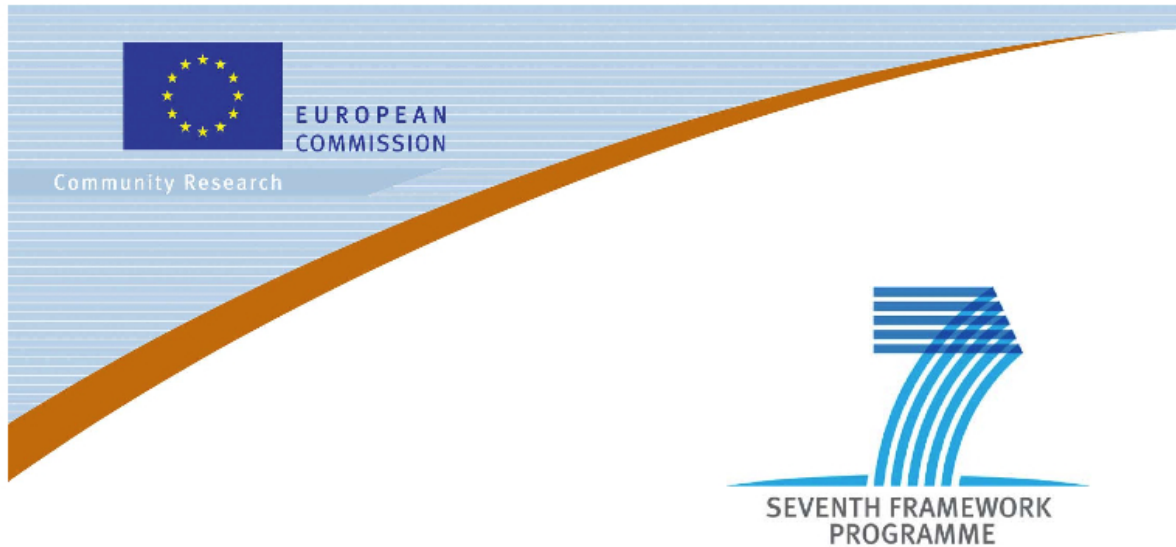 EUROPEAN
COMMISSION
Community Research
SEVENTH FRAMEWORK
PROGRAMME